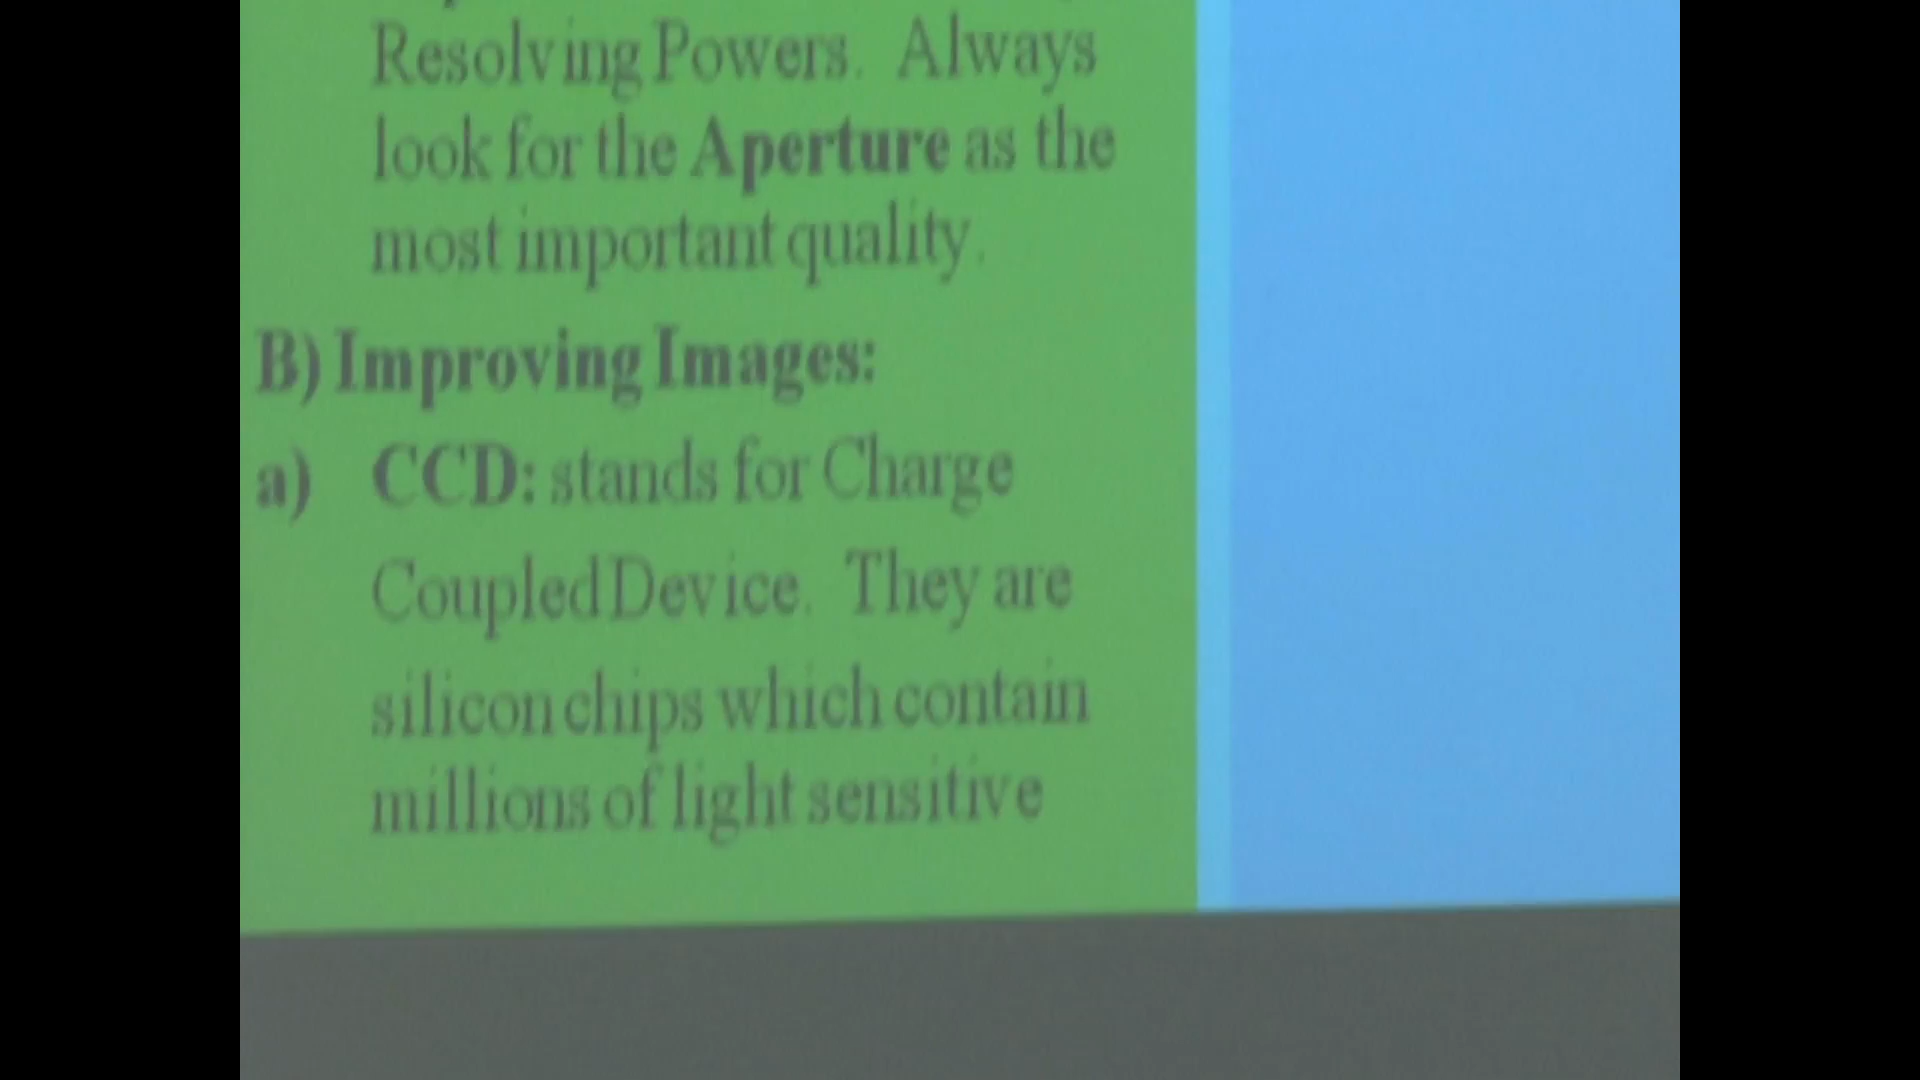 Resolving Powers. Always
look for the Aperture as the
most important quality.
B) Improving Images:
a) CCD: stands for Charge
Coupled Device. They are
silicon chips which contain
millions of light sensitive